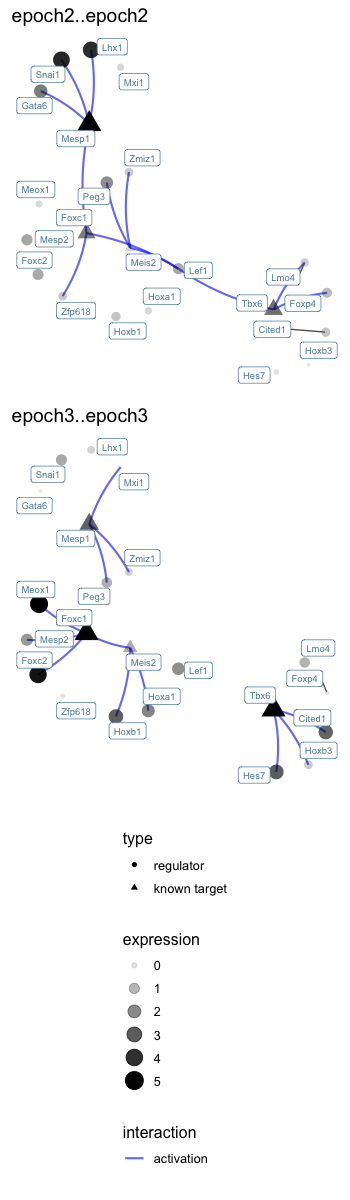 epoch2..epoch2
Lhx1
Snai1
Mxi1
Gata6
Mesp1
Zmiz1
Meox1
Peg3
Foxc1
Mesp2
Foxc2
Meis2
Lef1
Lmo4
Hoxa1
Tbx6
Foxp4
Zfp618
Hoxb1
Cited1
Hoxb3
Hes7
epoch3..epoch3
Lhx1
Snai1
Mxi1
Gata6
Mesp1
Zmiz1
Meox1
Peg3
Foxc1
Mesp2
Foxc2
Meis2
Lef1
Lmo4
Foxp4
Hoxa1
Tbx6
Zfp618
Cited1
Hoxb1
Hoxb3
Hes7
type
regulator
known target
expression
0
1
2
3
4
5
interaction
activation